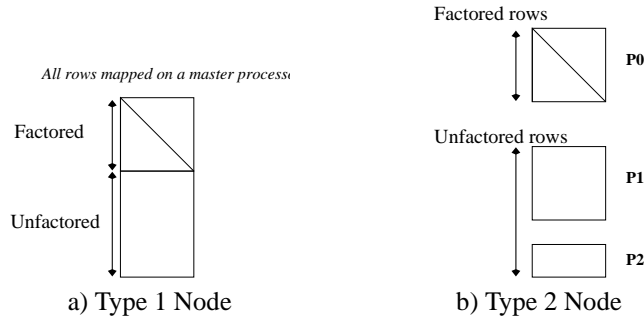 All rows mapped on a master process
Factored
Unfactored
a) Type 1 Node
Factored rows
P0
Unfactored rows
P1
P2
b) Type 2 Node